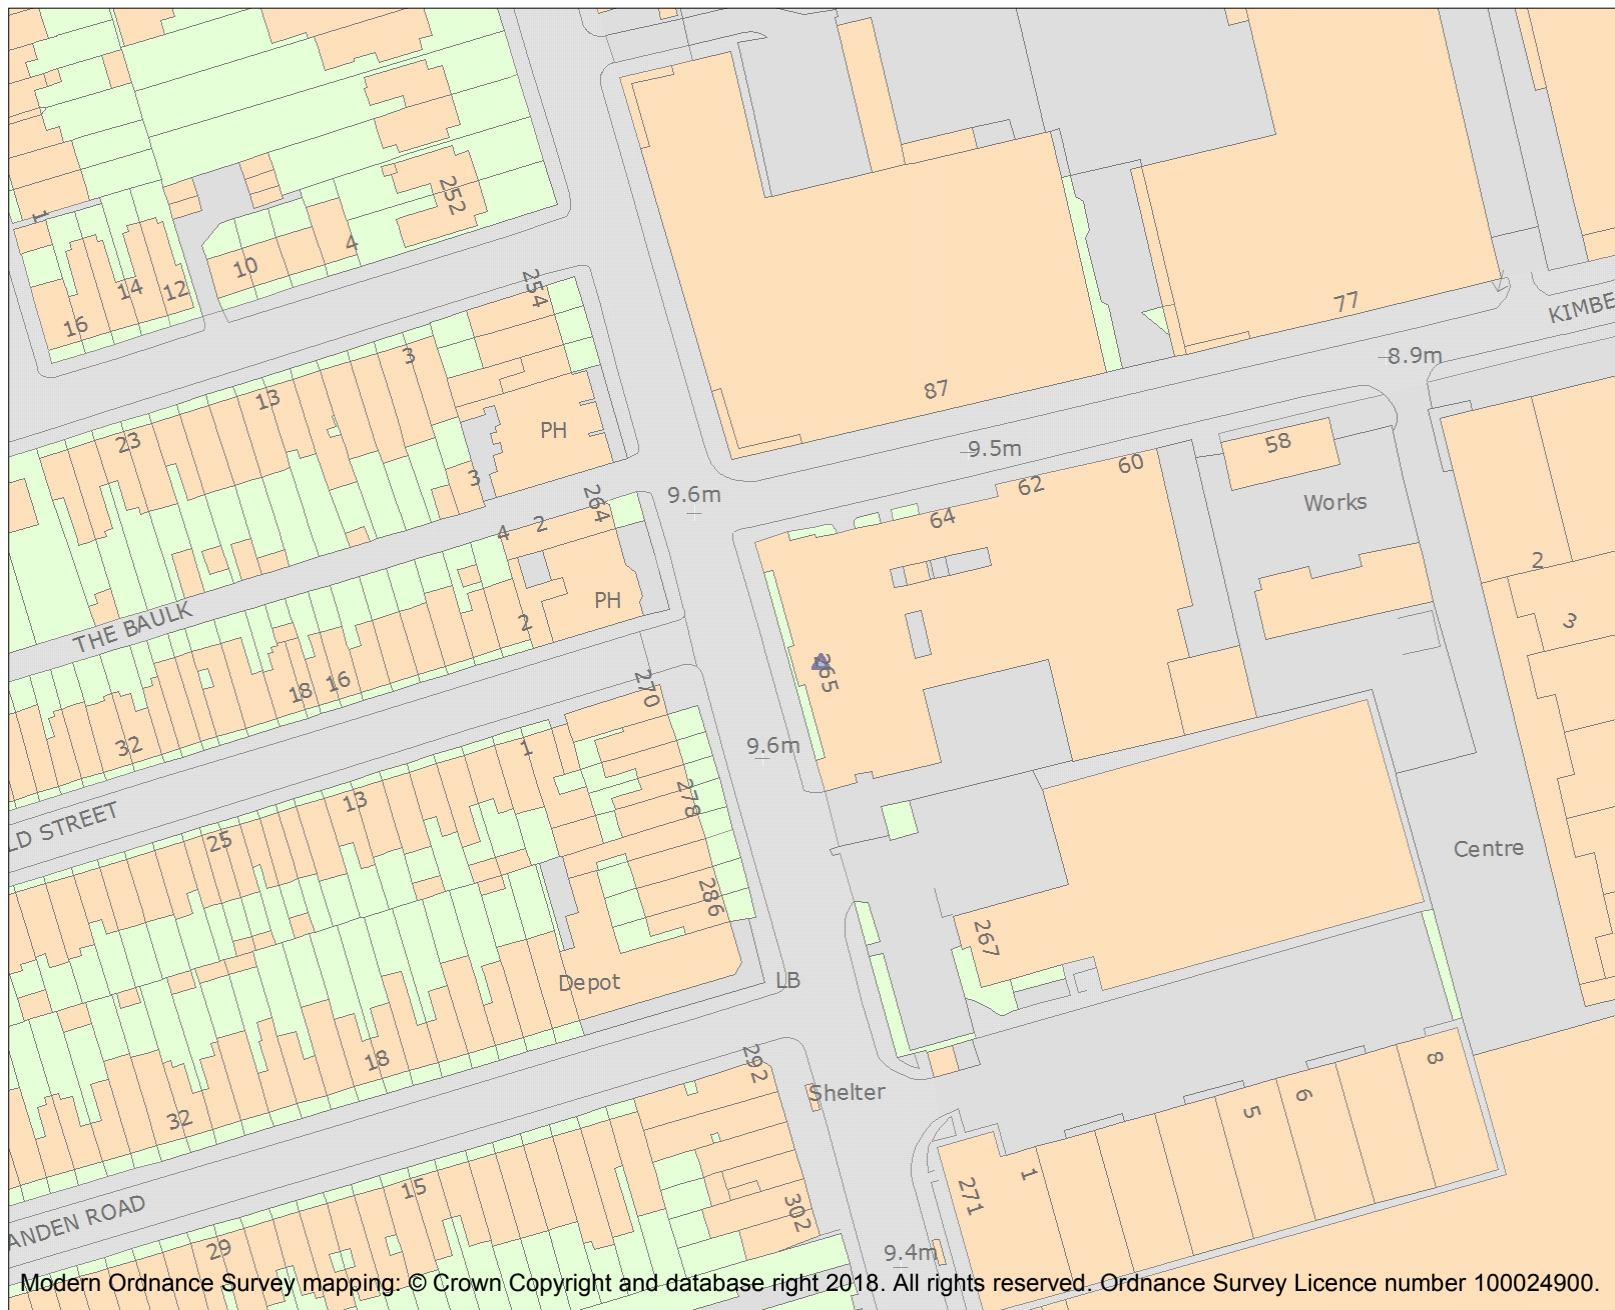 252
1
4
10
14
12
16
254
3
13
23
PH
3
77
KIMBE
8.9m
87
9.5m
58
60
62
64
Works
9.6m
264
2
4
PH
2
2
3
THE BAULK
265
18
16
32
270
9.6m
1
278
13
25
LD STREET
Centre
286
267
Depot
LB
18
292
Shelter
32
8
6
5
1
271
15
302
ANDEN ROAD
29
9.4m
Modern Ordnance Survey mapping: © Crown Copyright and database right 2018. All rights reserved. Ordnance Survey Licence number 100024900.